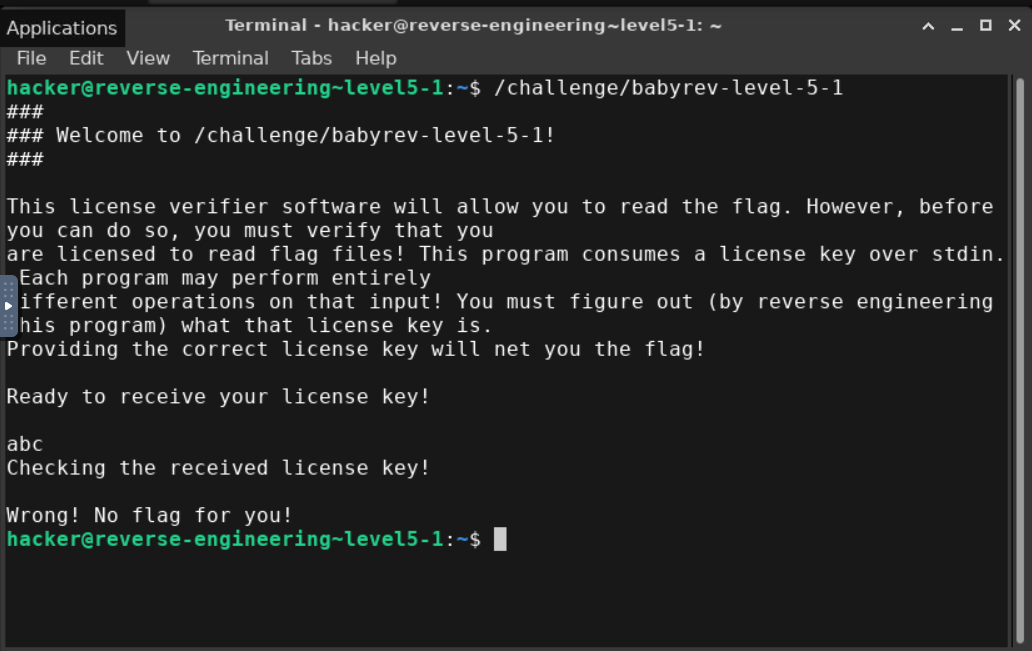 Applications
Terminal - hacker@reverse-engineering~level5-1: ~
File Edit View Terminal Tabs Help
hacker@reverse-engineering~level5-1:~$ /challenge/babyrev-level-5-1
###
### Welcome to /challenge/babyrev-level-5-1!
###
This license verifier software will allow you to read the flag. However, before
you can do so, you must verify that you
are licensed to read flag files! This program consumes a license key over stdin.
Each program may perform entirely
ifferent operations on that input! You must figure out (by reverse engineering
his program) what that license key is.
Providing the correct license key will net you the flag!
Ready to receive your license key!
abc
Checking the received license key!
Wrong! No flag for you!
hacker@reverse-engineering~level5-1:~$